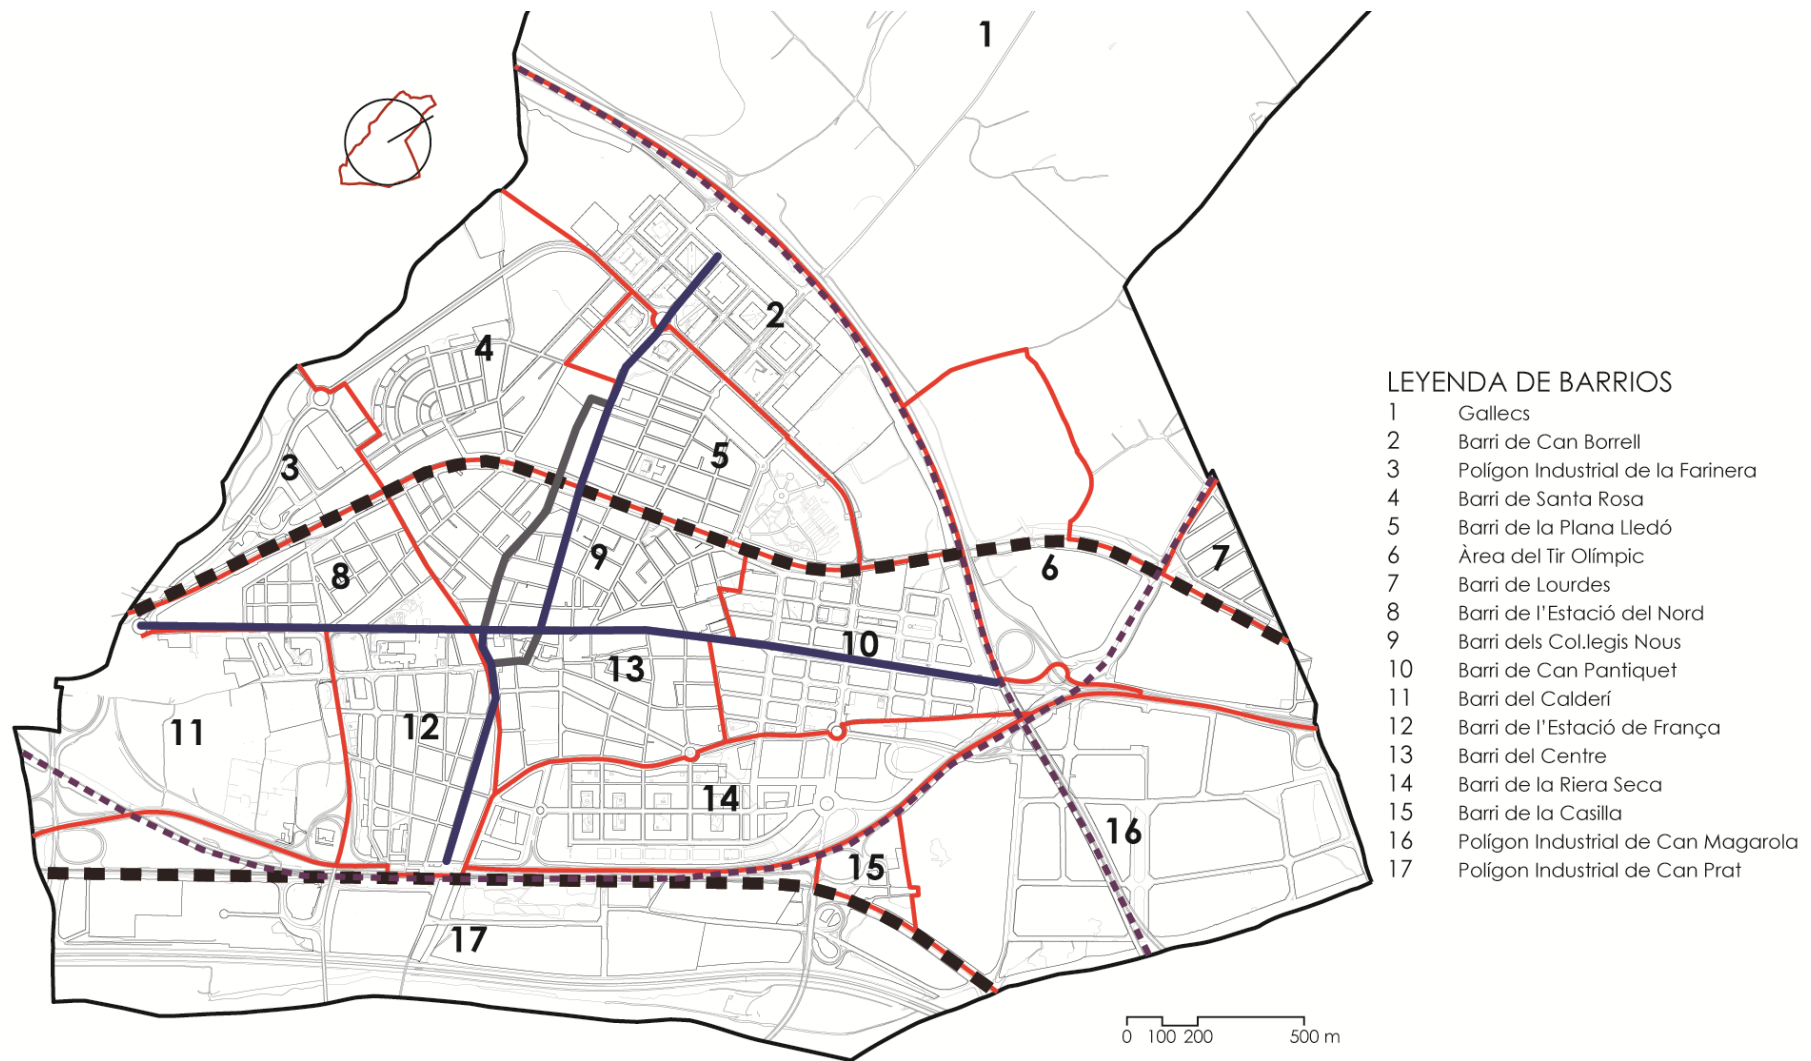 1
2
4
3
5
9
6
7
8
10
13
11
12
14
16
15
17
LEYENDA DE BARRIOS
1 Gallecs
2 Barri de Can Borrell
3 Polígon Industrial de la Farinera
4 Barri de Santa Rosa
5 Barri de la Plana Lledó
6 Àrea del Tir Olímpic
7 Barri de Lourdes
8 Barri de l'Estació del Nord
9 Barri dels Col.legis Nous
10 Barri de Can Pantiquet
11 Barri del Calderí
12 Barri de l'Estació de França
13 Barri del Centre
14 Barri de la Riera Seca
15 Barri de la Casilla
16 Polígon Industrial de Can Magarola
17 Polígon Industrial de Can Prat
0 100 200 500 m